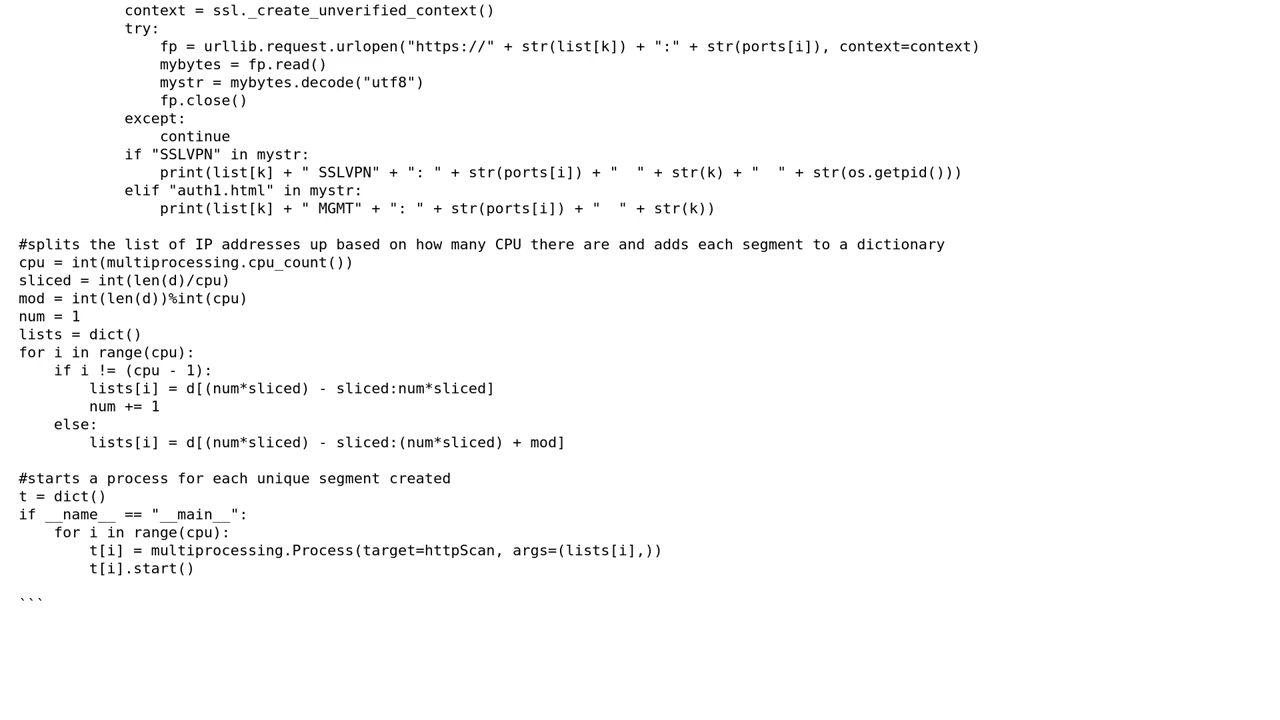 context = ssl._create_unverified_context()
            try:
                fp = urllib.request.urlopen("https://" + str(list[k]) + ":" + str(ports[i]), context=context)
                mybytes = fp.read()
                mystr = mybytes.decode("utf8")
                fp.close()
            except:
                continue
            if "SSLVPN" in mystr:
                print(list[k] + " SSLVPN" + ": " + str(ports[i]) + "  " + str(k) + "  " + str(os.getpid()))
            elif "auth1.html" in mystr:
                print(list[k] + " MGMT" + ": " + str(ports[i]) + "  " + str(k))

#splits the list of IP addresses up based on how many CPU there are and adds each segment to a dictionary
cpu = int(multiprocessing.cpu_count())
sliced = int(len(d)/cpu)
mod = int(len(d))%int(cpu)
num = 1
lists = dict()
for i in range(cpu):
    if i != (cpu - 1):
        lists[i] = d[(num*sliced) - sliced:num*sliced]
        num += 1
    else:
        lists[i] = d[(num*sliced) - sliced:(num*sliced) + mod]

#starts a process for each unique segment created
t = dict()
if __name__ == "__main__":
    for i in range(cpu):
        t[i] = multiprocessing.Process(target=httpScan, args=(lists[i],))
        t[i].start()

```